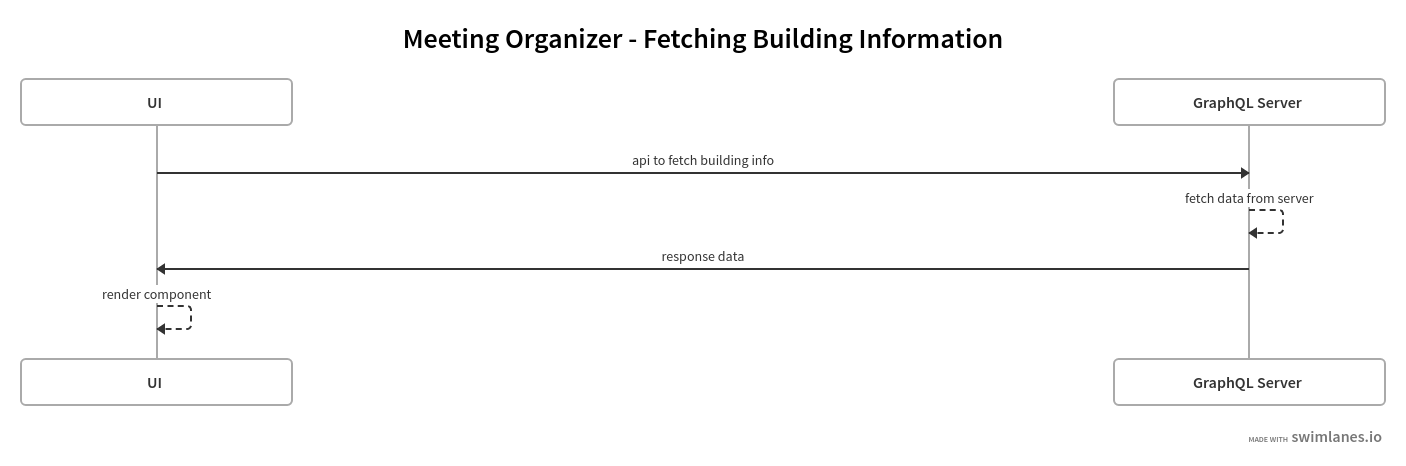 Meeting Organizer - Fetching Building Information
UI
GraphQL Server
api to fetch building info
fetch data from server
response data
render component
UI
GraphQL Server
MADE WITH swimlanes.io